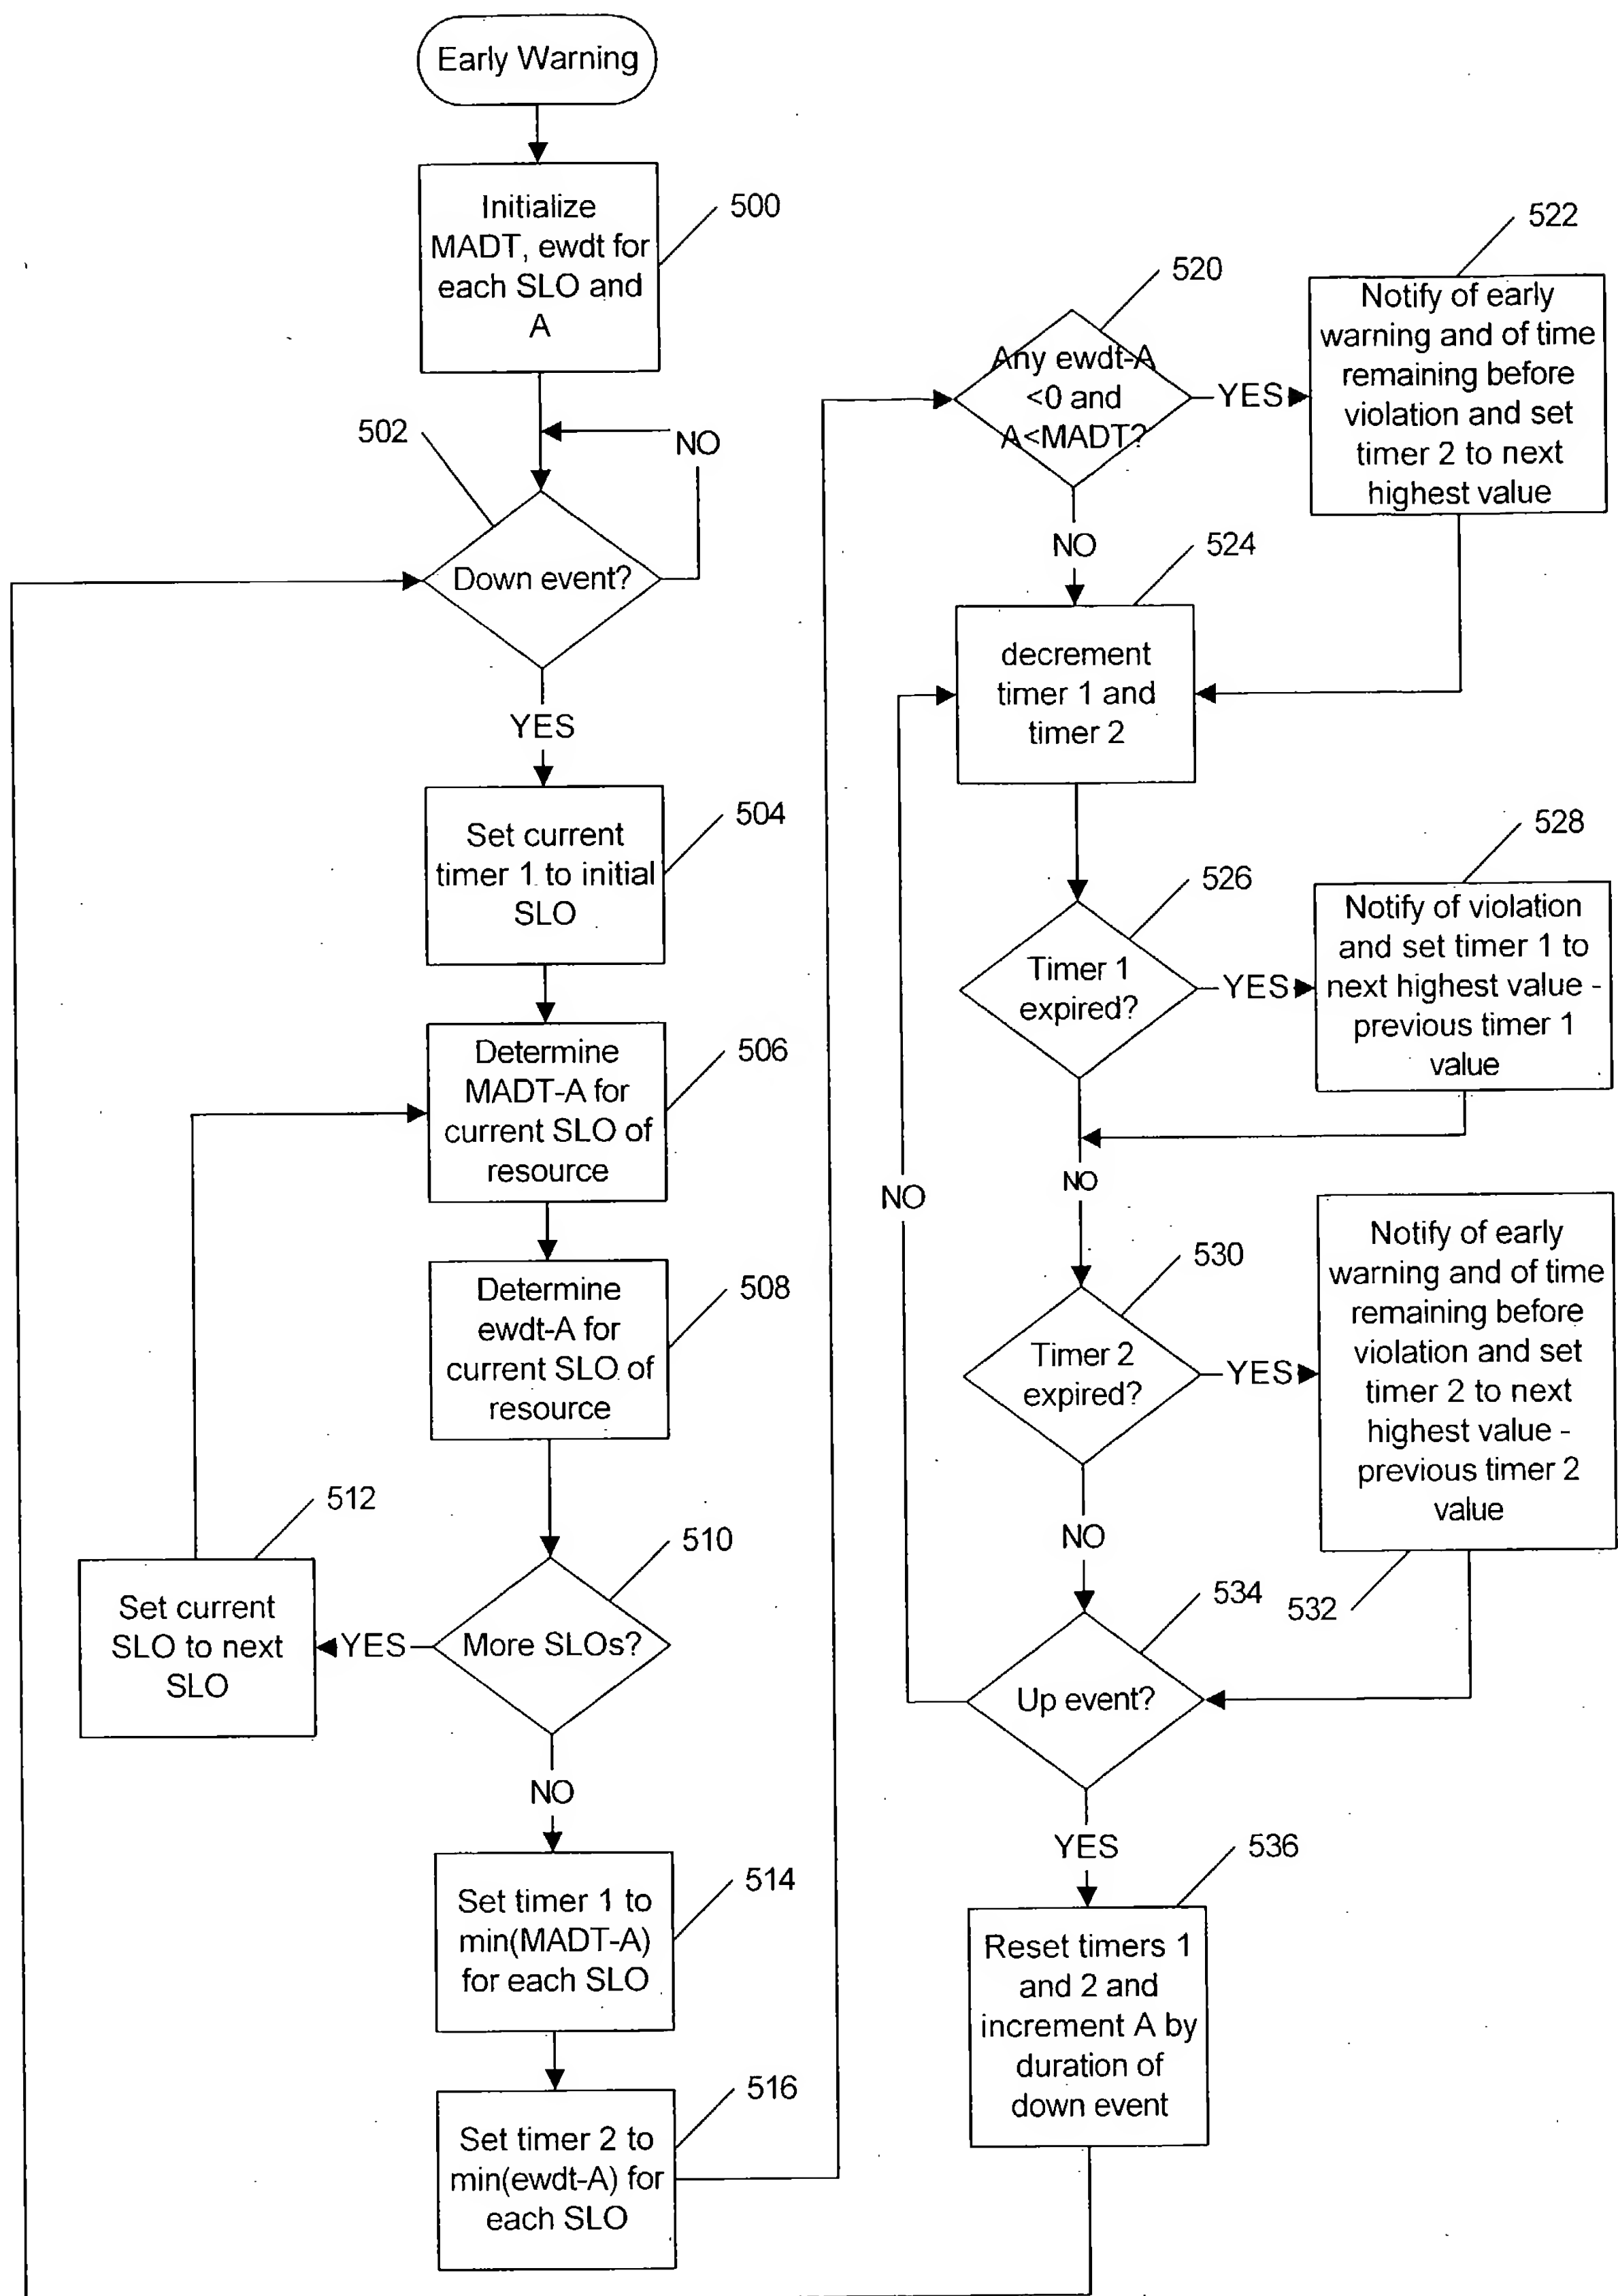 Early Warning
Initialize
MADT, ewdt for
each SLO and
A
500
502
NO
Down event?
YES
Set current
timer 1 to initial
SLO
504
Determine
MADT-A for
current SLO of
resource
506
Determine
ewdt-A for
current SLO of
resource
508
512
510
Set current
SLO to next
SLO
YES
More SLOs?
NO
Set timer 1 to
min(MADT-A)
for each SLO
514
Set timer 2 to
min(ewdt-A) for
each SLO
516
520
Any ewdt-A
<0 and
A<MADT?
YES
522
Notify of early
warning and of time
remaining before
violation and set
timer 2 to next
highest value
NO
524
decrement
timer 1 and
timer 2
526
Timer 1
expired?
YES
528
Notify of violation
and set timer 1 to
next highest value -
previous timer 1
value
NO
NO
530
Timer 2
expired?
YES
Notify of early
warning and of time
remaining before
violation and set
timer 2 to next
highest value -
previous timer 2
value
532
NO
534
Up event?
YES
536
Reset timers 1
and 2 and
increment A by
duration of
down event